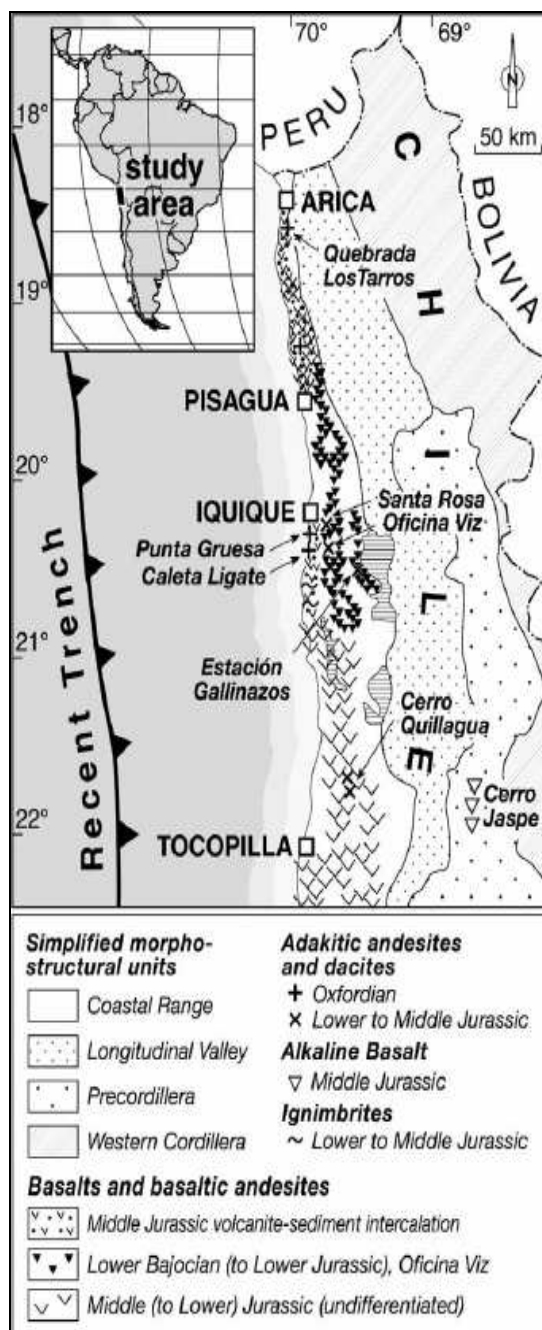 70°
69°
18°
PERU
N
50 km
C
H
I
L
E
BOLIVIA
study
area
ARICA
Quebrada
LosTarros
19°
PISAGUA
20°
IQUIQUE
Santa Rosa
Oficina Viz
Punta Gruesa
Caleta Ligate
21°
Estación
Gallinazos
Cerro
Quillagua
Cerro
Jaspe
22°
TOCOPILLA
Recent Trench
Simplified morpho-
structural units
Coastal Range
Longitudinal Valley
Precordillera
Western Cordillera
Adakitic andesites
and dacites
+ Oxfordian
× Lower to Middle Jurassic
Alkaline Basalt
▽ Middle Jurassic
Ignimbrites
~ Lower to Middle Jurassic
Basalts and basaltic andesites
Middle Jurassic volcanite-sediment intercalation
Lower Bajocian (to Lower Jurassic), Oficina Viz
Middle (to Lower) Jurassic (undifferentiated)